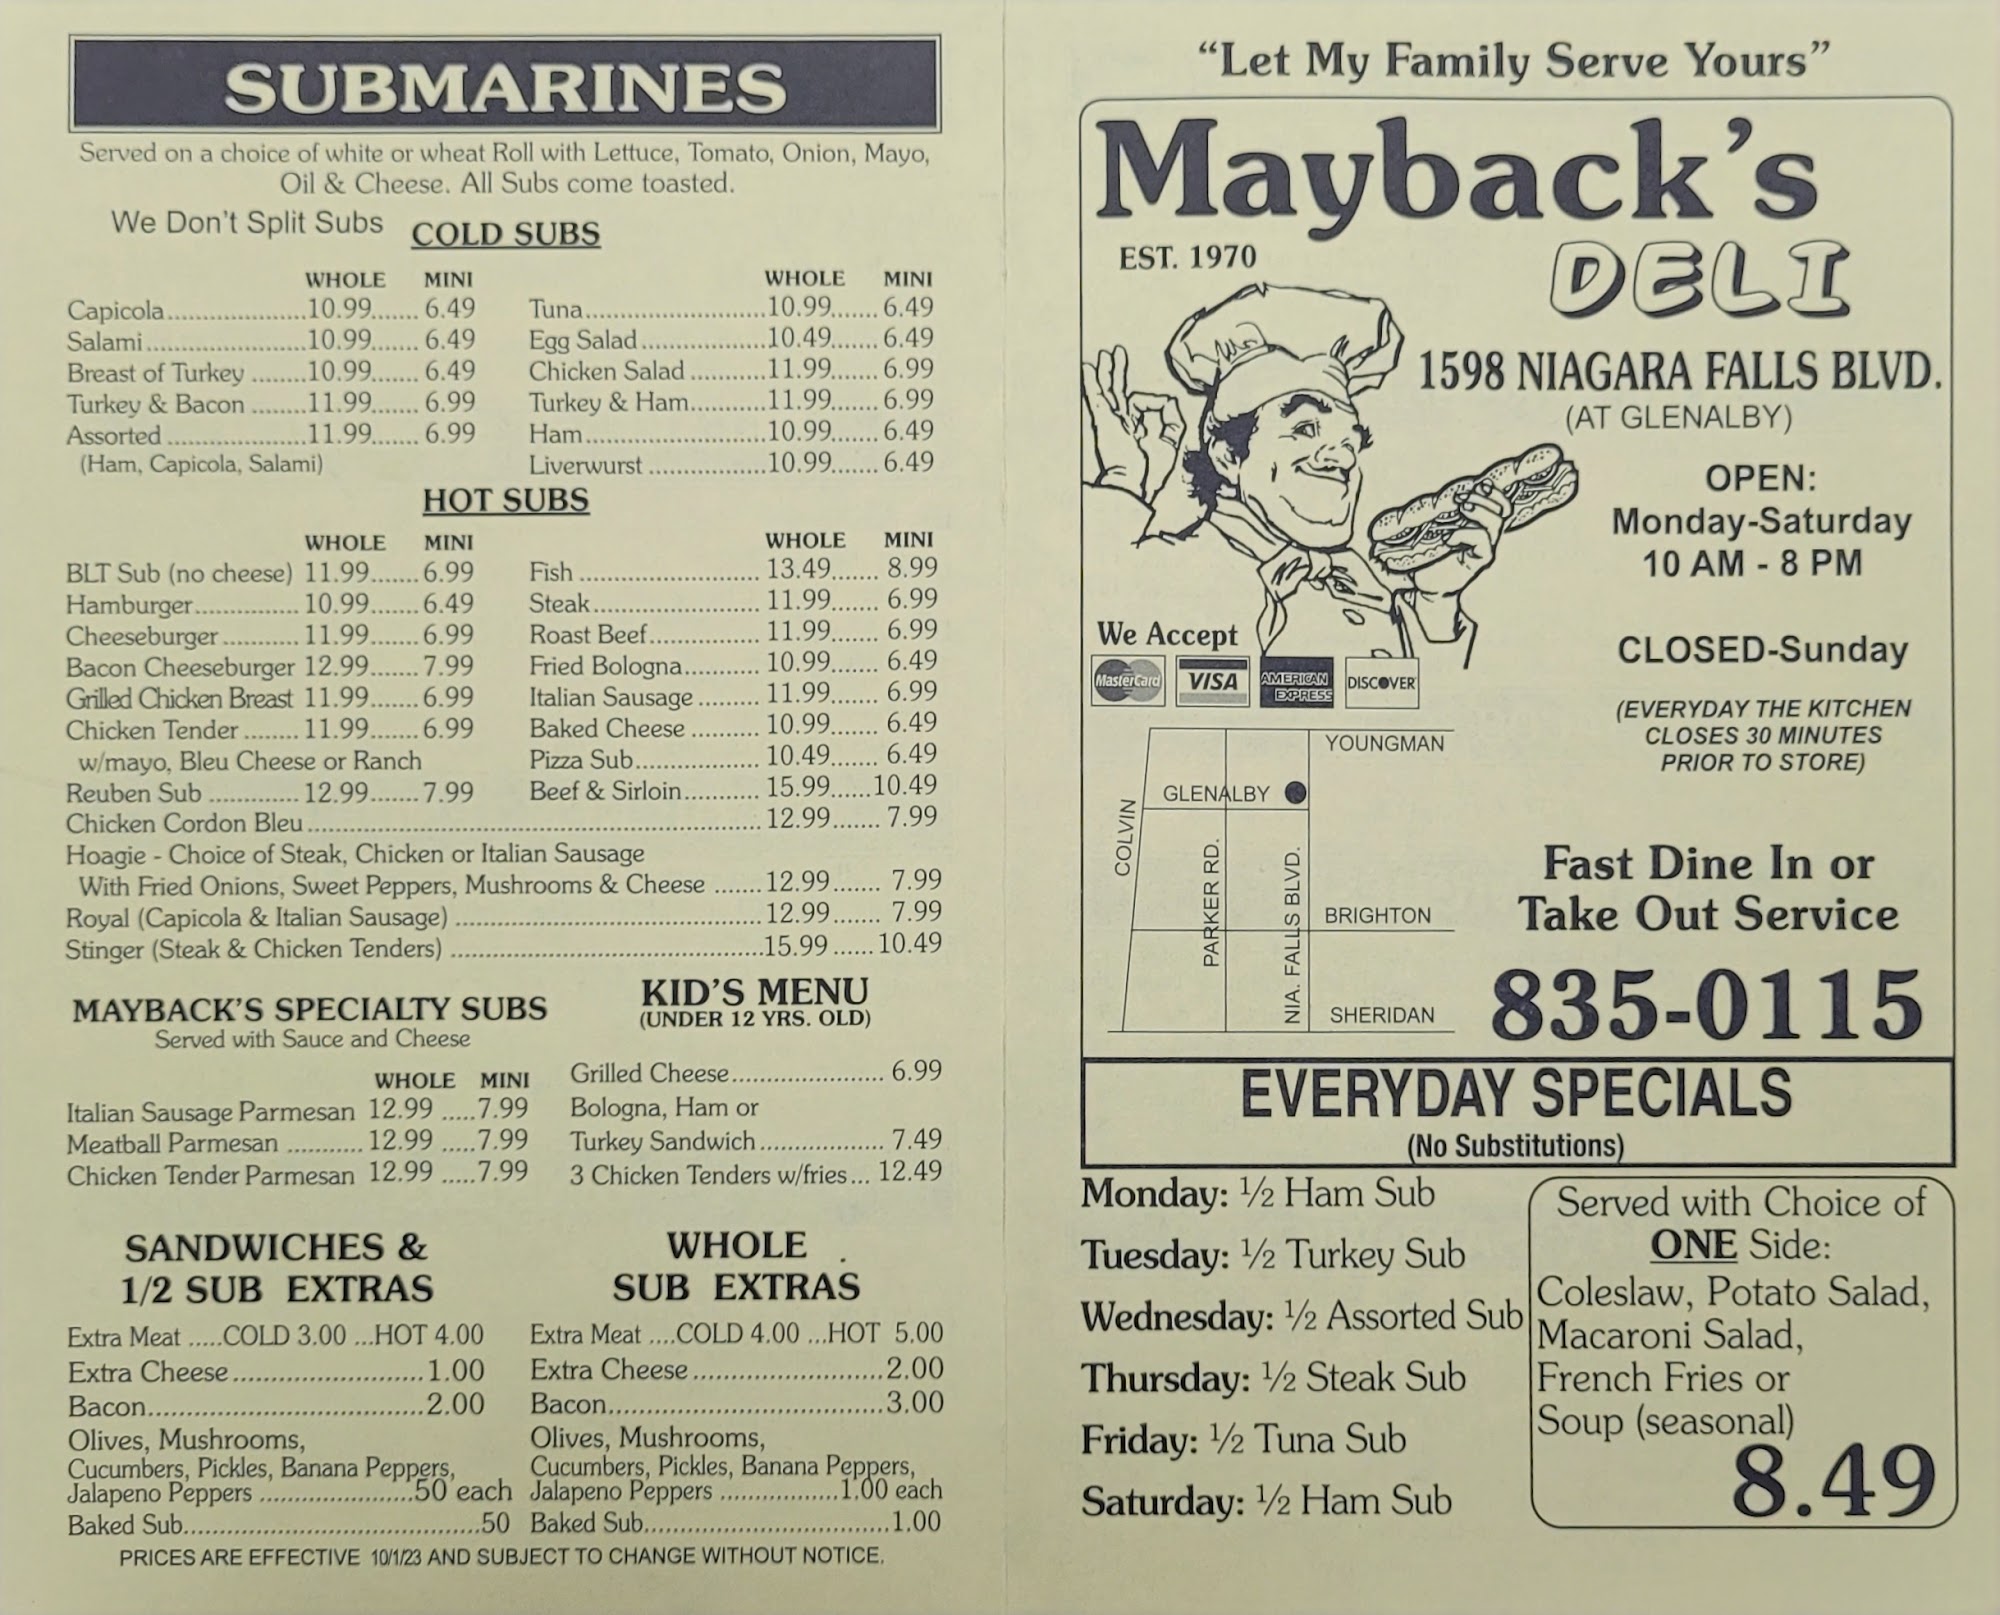 SUBMARINES
Served on a choice of white or wheat Roll with Lettuce, Tomato, Onion, Mayo,
Oil & Cheese. All Subs come toasted.
We Don't Split Subs
COLD SUBS
WHOLE MINI
Capicola....................10.99....... 6.49
Salami.......................10.99....... 6.49
Breast of Turkey ........10.99....... 6.49
Turkey & Bacon ........11.99....... 6.99
Assorted ....................11.99....... 6.99
(Ham, Capicola, Salami)
WHOLE MINI
Tuna..........................10.99....... 6.49
Egg Salad..................10.49....... 6.49
Chicken Salad ...........11.99....... 6.99
Turkey & Ham...........11.99....... 6.99
Ham..........................10.99....... 6.49
Liverwurst .................10.99....... 6.49
HOT SUBS
WHOLE MINI
BLT Sub (no cheese) 11.99.......6.99
Hamburger............... 10.99.......6.49
Cheeseburger........... 11.99.......6.99
Bacon Cheeseburger 12.99.......7.99
Grilled Chicken Breast 11.99.......6.99
Chicken Tender ........ 11.99.......6.99
w/mayo, Bleu Cheese or Ranch
Reuben Sub ............. 12.99.......7.99
WHOLE MINI
Fish .......................... 13.49....... 8.99
Steak........................ 11.99....... 6.99
Roast Beef................ 11.99....... 6.99
Fried Bologna........... 10.99....... 6.49
Italian Sausage ......... 11.99....... 6.99
Baked Cheese .......... 10.99....... 6.49
Pizza Sub.................. 10.49....... 6.49
Beef & Sirloin........... 15.99......10.49
Chicken Cordon Bleu................................................................. 12.99....... 7.99
Hoagie - Choice of Steak, Chicken or Italian Sausage
With Fried Onions, Sweet Peppers, Mushrooms & Cheese .......12.99....... 7.99
Royal (Capicola & Italian Sausage) ............................................12.99....... 7.99
Stinger (Steak & Chicken Tenders) .............................................15.99 ...... 10.49
MAYBACK'S SPECIALTY SUBS
Served with Sauce and Cheese
WHOLE MINI
Italian Sausage Parmesan 12.99 .....7.99
Meatball Parmesan ........... 12.99 .....7.99
Chicken Tender Parmesan 12.99 .....7.99
KID'S MENU
(UNDER 12 YRS. OLD)
Grilled Cheese...................... 6.99
Bologna, Ham or
Turkey Sandwich.................. 7.49
3 Chicken Tenders w/fries... 12.49
SANDWICHES &
1/2 SUB EXTRAS
Extra Meat .....COLD 3.00 ...HOT 4.00
Extra Cheese...........................1.00
Bacon......................................2.00
Olives, Mushrooms,
Cucumbers, Pickles, Banana Peppers,
Jalapeno Peppers ......................50 each
Baked Sub..........................................50
WHOLE
SUB EXTRAS
Extra Meat ....COLD 4.00 ...HOT 5.00
Extra Cheese...........................2.00
Bacon......................................3.00
Olives, Mushrooms,
Cucumbers, Pickles, Banana Peppers,
Jalapeno Peppers .................1.00 each
Baked Sub...................................1.00
PRICES ARE EFFECTIVE 10/1/23 AND SUBJECT TO CHANGE WITHOUT NOTICE.
"Let My Family Serve Yours"
Mayback's
DELI
EST. 1970
1598 NIAGARA FALLS BLVD.
(AT GLENALBY)
OPEN:
Monday-Saturday
10 AM - 8 PM
CLOSED-Sunday
(EVERYDAY THE KITCHEN
CLOSES 30 MINUTES
PRIOR TO STORE)
We Accept
MasterCard
VISA
AMERICAN
EXPRESS
DISCOVER
YOUNGMAN
GLENALBY
COLVIN
PARKER RD.
NIA. FALLS BLVD.
BRIGHTON
SHERIDAN
Fast Dine In or
Take Out Service
835-0115
EVERYDAY SPECIALS
(No Substitutions)
Monday: ½ Ham Sub
Tuesday: ½ Turkey Sub
Wednesday: ½ Assorted Sub
Thursday: ½ Steak Sub
Friday: ½ Tuna Sub
Saturday: ½ Ham Sub
Served with Choice of
ONE Side:
Coleslaw, Potato Salad,
Macaroni Salad,
French Fries or
Soup (seasonal)
8.49